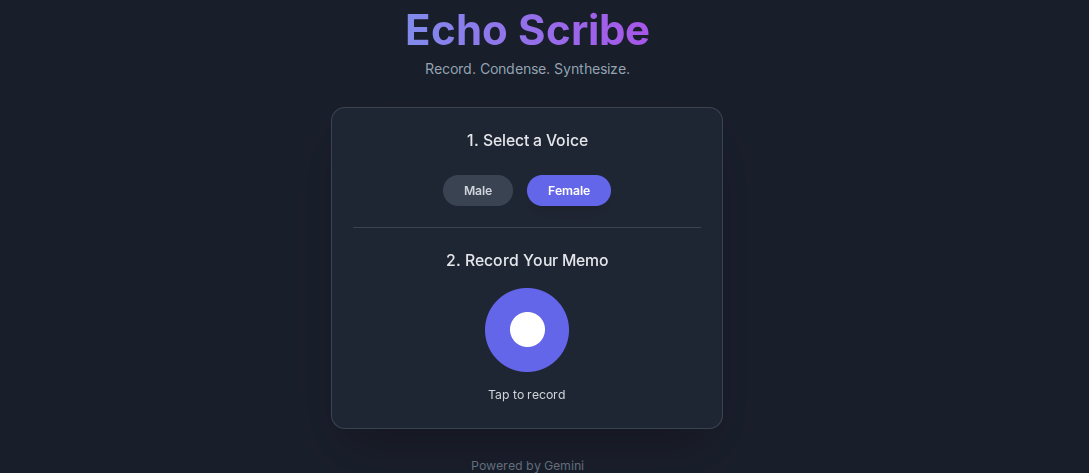 Echo Scribe
Record. Condense. Synthesize.
1. Select a Voice
Male Female
2. Record Your Memo
Tap to record
Powered by Gemini